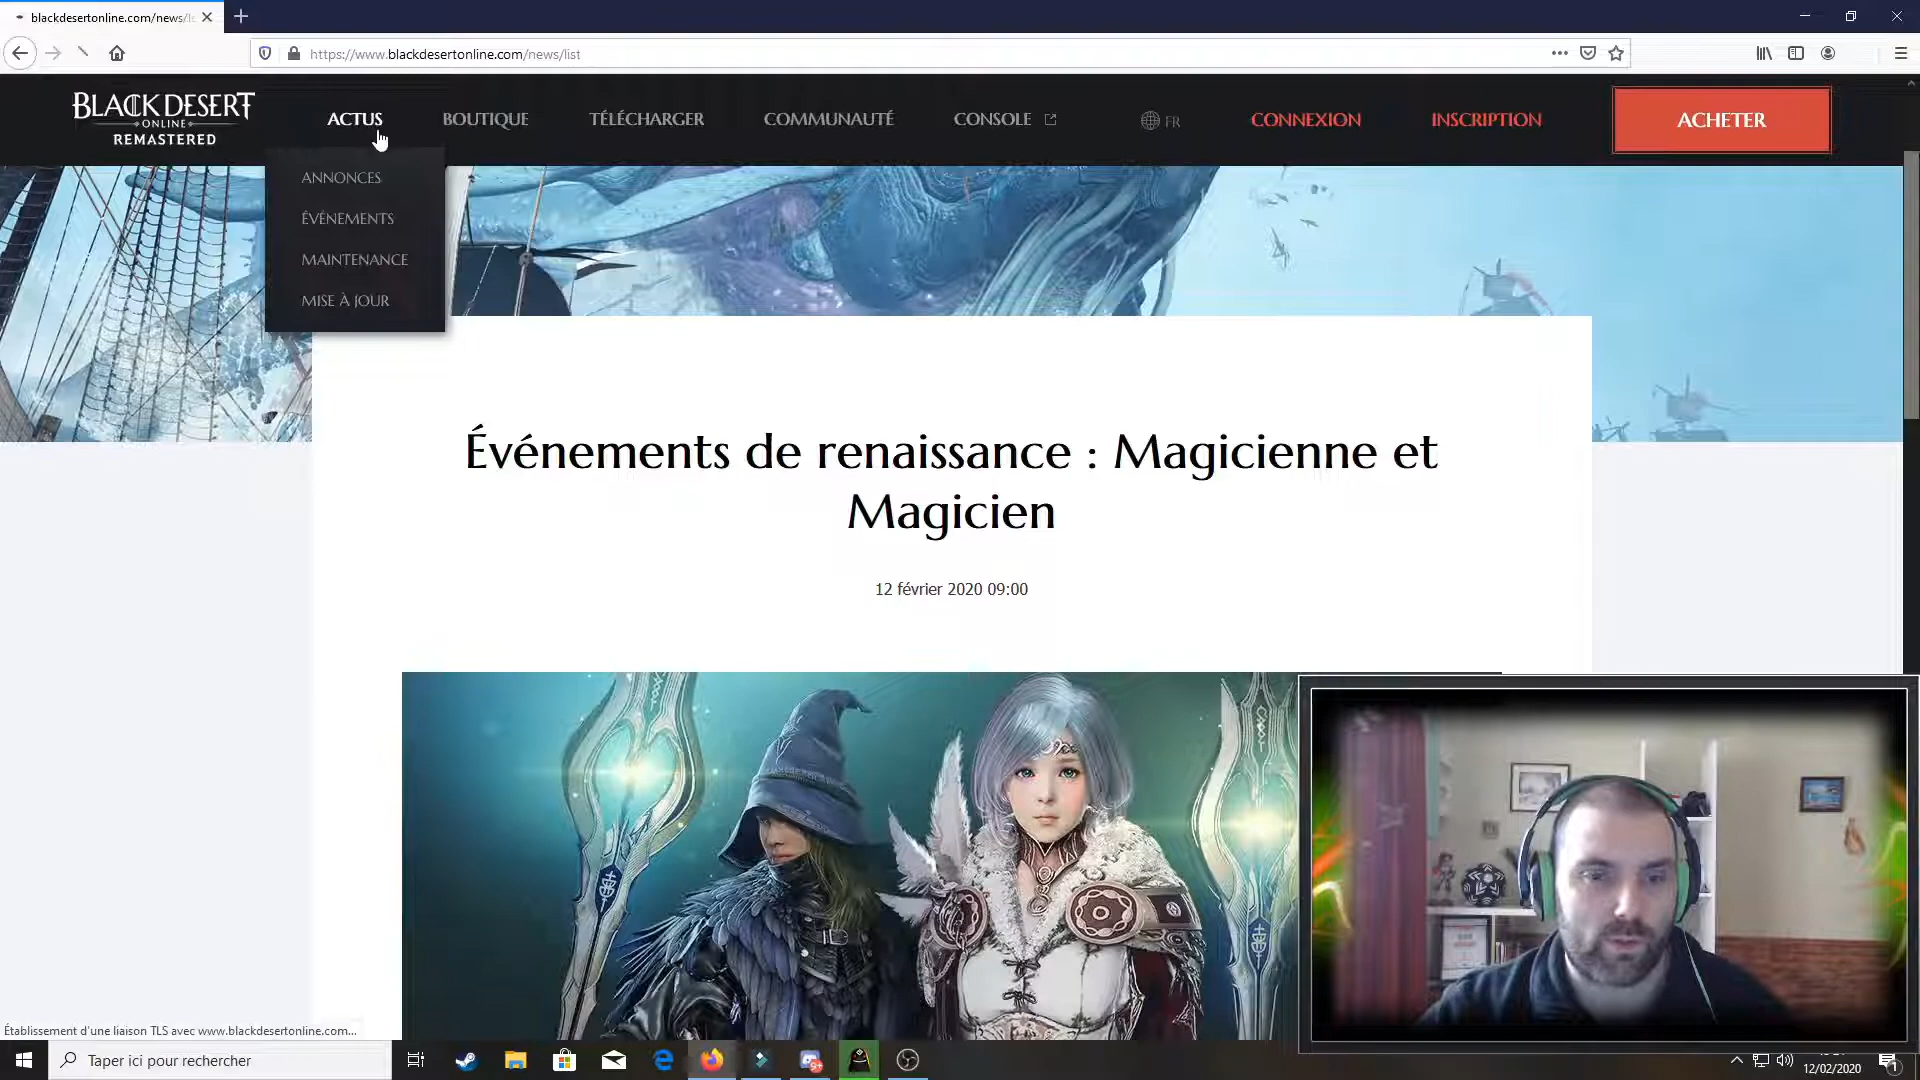 blackdesertonline.com/news/li
https://www.blackdesertonline.com/news/list
BLACK DESERT
ONLINE
REMASTERED
ACTUS
BOUTIQUE
TÉLÉCHARGER
COMMUNAUTÉ
CONSOLE
FR
CONNEXION
INSCRIPTION
ACHETER
ANNONCES
ÉVÉNEMENTS
MAINTENANCE
MISE À JOUR
Événements de renaissance : Magicienne et
Magicien
12 février 2020 09:00
Établissement d'une liaison TLS avec www.blackdesertonline.com...
Taper ici pour rechercher
12/02/2020